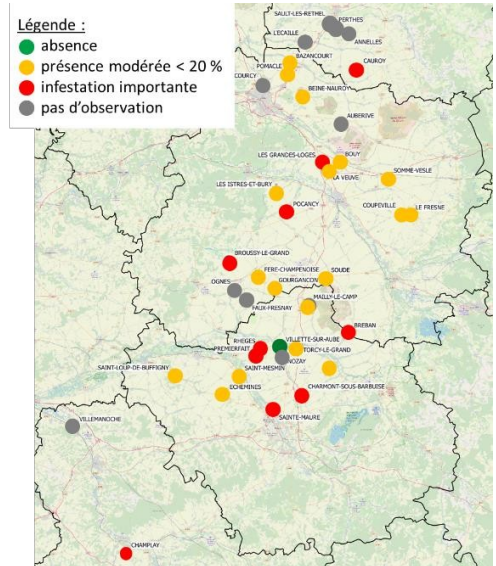 Légende :
absence
présence modérée < 20 %
infestation importante
pas d'observation
SAULT-LES-RETHEL
PERTHES
L'ECAILLE
ANNELLES
BAZANCOURT
POMACLE
CAUROY
COURCY
BEINE-NAUROY
AUBERIVE
LES GRANDES-LOGES
BOUY
LA VEUVE
SOMME-VESLE
LES ISTRES-ET-BURY
POCANCY
COUPEVILLE
LE FRESNE
BROUSSY-LE-GRAND
FERE-CHAMPENOISE
SOUDE
OGNES
GOURGANCON
FAUX-FRESNAY
MAILLY-LE-CAMP
BREBAN
RHEGES
VILLETTE-SUR-AUBE
PREMIERFAIT
TORCY-LE-GRAND
NOZAY
SAINT-LOUP-DE-BUFFIGNY
SAINT-MESMIN
ECHEMINES
CHARMONT-SOUS-BARBUISE
SAINTE-MAURE
VILLEMANOCHE
CHAMPLAY